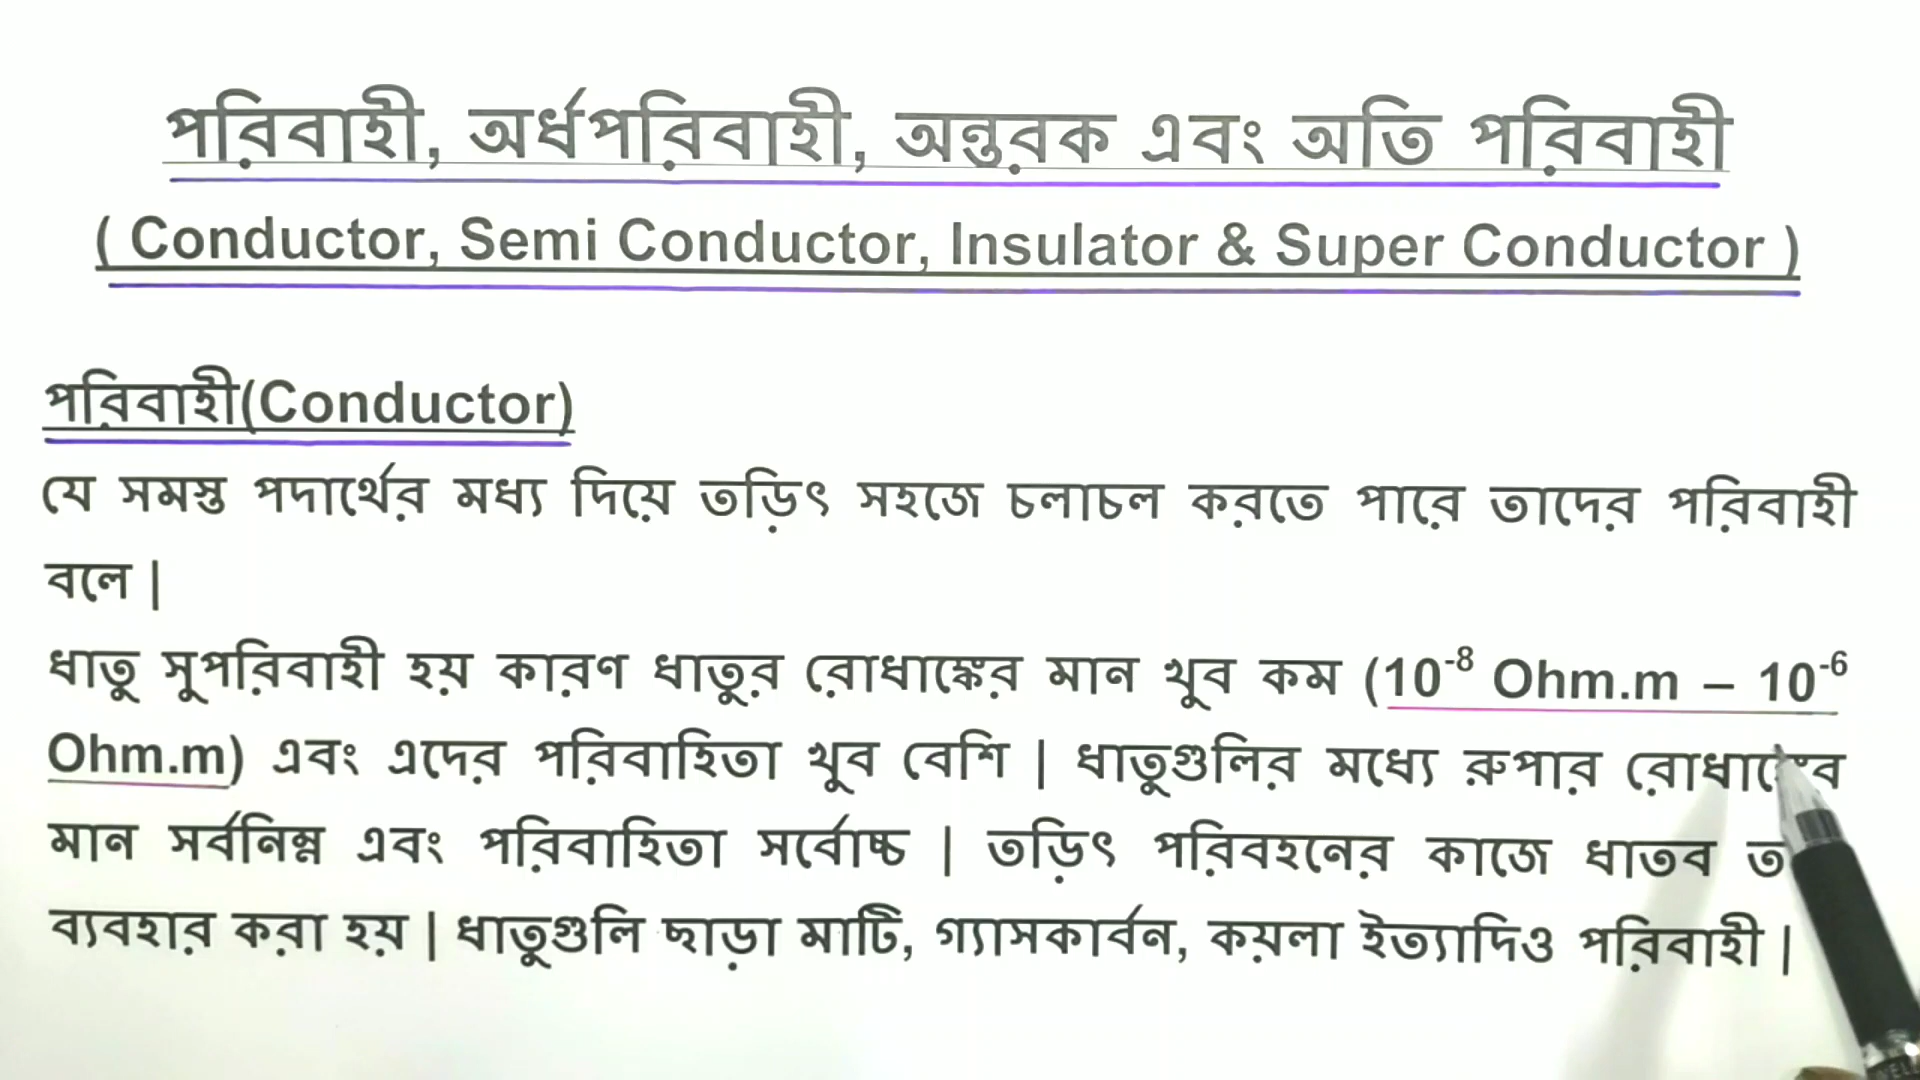 পরিবাহী, অর্ধপরিবাহী, অন্তরক এবং অতি পরিবাহী
( Conductor, Semi Conductor, Insulator & Super Conductor )
পরিবাহী(Conductor)
যে সমস্ত পদার্থের মধ্য দিয়ে তড়িৎ সহজে চলাচল করতে পারে তাদের পরিবাহী
বলে |
ধাতু সুপরিবাহী হয় কারণ ধাতুর রোধাঙ্কের মান খুব কম (10⁻⁸ Ohm.m – 10⁻⁶
Ohm.m) এবং এদের পরিবাহিতা খুব বেশি | ধাতুগুলির মধ্যে রুপার রোধাঙ্কের
মান সর্বনিম্ন এবং পরিবাহিতা সর্বোচ্চ | তড়িৎ পরিবহনের কাজে ধাতব
ব্যবহার করা হয় | ধাতুগুলি ছাড়া মাটি, গ্যাসকার্বন, কয়লা ইত্যাদিও পরিবাহী |